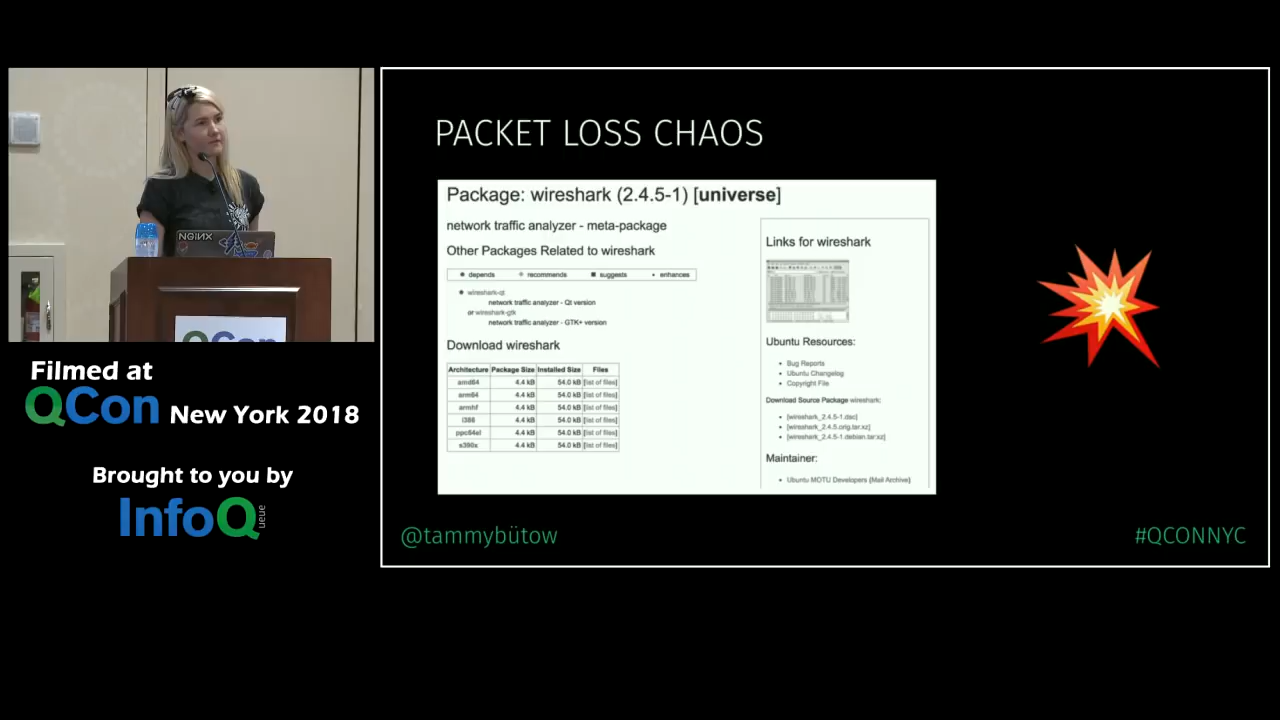 NGINX
QCon
Filmed at
QCon New York 2018
Brought to you by
InfoQ
ueue
PACKET LOSS CHAOS
Package: wireshark (2.4.5-1) [universe]
network traffic analyzer - meta-package
Other Packages Related to wireshark
depends recommends suggests enhances
wireshark-qt
network traffic analyzer - Qt version
or wireshark-gtk
network traffic analyzer - GTK+ version
Download wireshark
Architecture Package Size Installed Size Files
amd64 4.4 kB 54.0 kB [list of files]
arm64 4.4 kB 54.0 kB [list of files]
armhf 4.4 kB 54.0 kB [list of files]
i386 4.4 kB 54.0 kB [list of files]
ppc64el 4.4 kB 54.0 kB [list of files]
s390x 4.4 kB 54.0 kB [list of files]
Links for wireshark
Ubuntu Resources:
Bug Reports
Ubuntu Changelog
Copyright File
Download Source Package wireshark:
[wireshark_2.4.5-1.dsc]
[wireshark_2.4.5.orig.tar.xz]
[wireshark_2.4.5-1.debian.tar.xz]
Maintainer:
Ubuntu MOTU Developers (Mail Archive)
@tammybütow
#QCONNYC